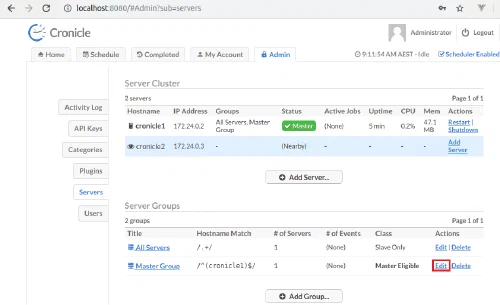 localhost:8080/#Admin?sub=servers
Cronicle
Administrator
Logout
Home
Schedule
Completed
My Account
Admin
9:11:54 AM AEST - Idle
Scheduler Enabled
Activity Log
API Keys
Categories
Plugins
Servers
Users
Server Cluster
2 servers Page 1 of 1
Hostname IP Address Groups Status Active Jobs Uptime CPU Mem Actions
cronicle1 172.24.0.2 All Servers, Master Group Master (None) 5 min 0.2% 47.1 MB Restart | Shutdown
cronicle2 172.24.0.3 - (Nearby) - - - - Add Server
Add Server...
Server Groups
2 groups Page 1 of 1
Title Hostname Match # of Servers # of Events Class Actions
All Servers /.+/ 1 (None) Slave Only Edit | Delete
Master Group /^(cronicle1)$/ 1 (None) Master Eligible Edit | Delete
Add Group...